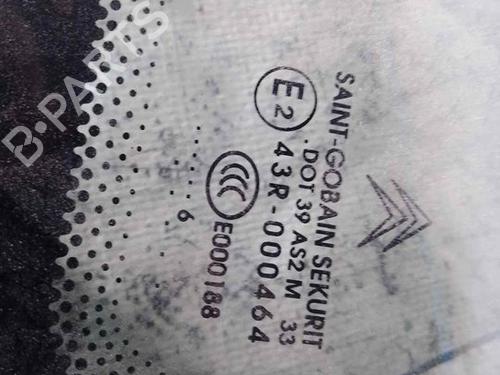 SAINT-GOBAIN SEKURIT
DOT 39 AS2 M 33
E2
43R-000464
CCC
E000188
......6
B-PARTS